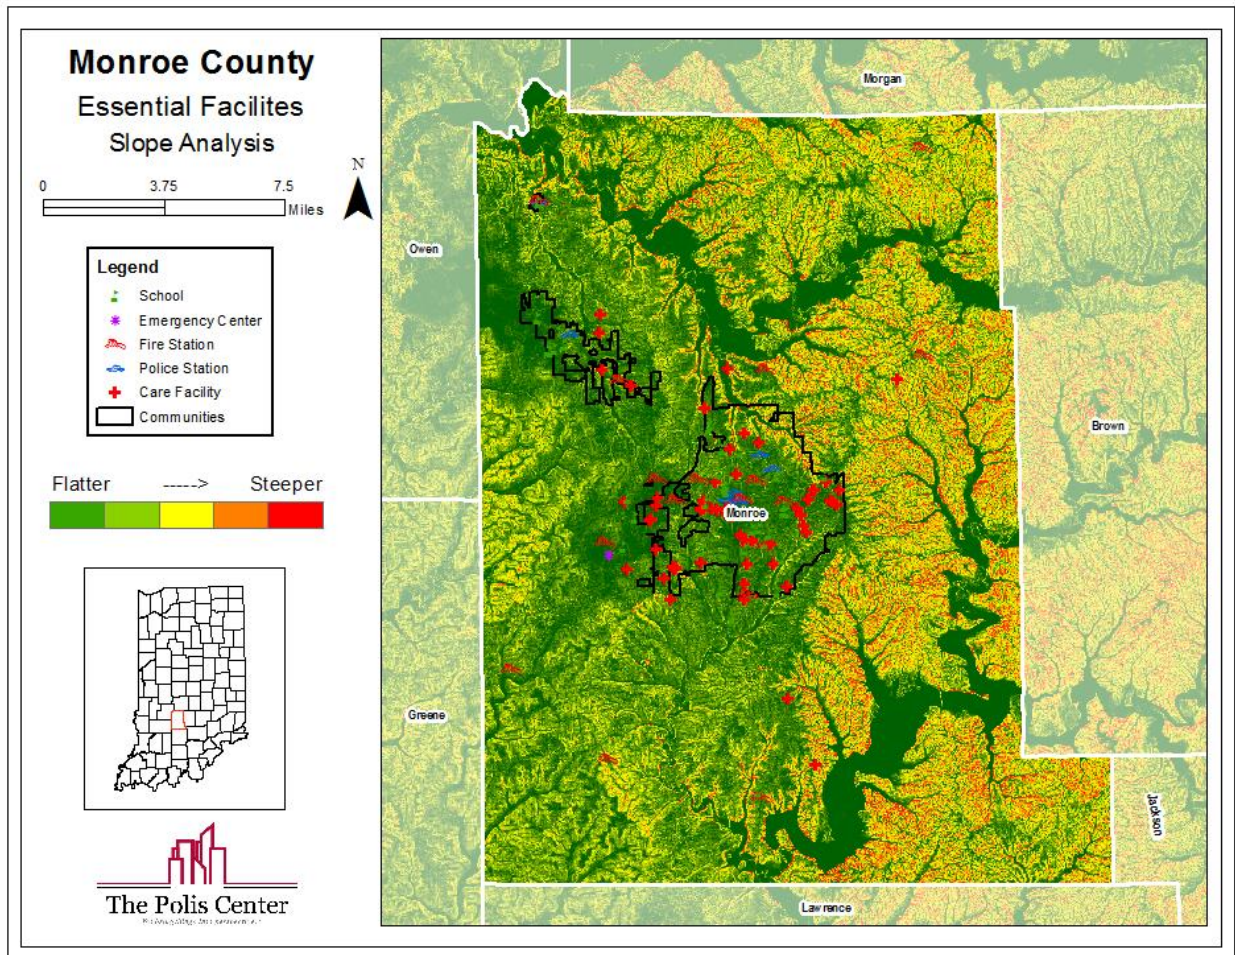 Monroe County
Essential Facilites
Slope Analysis
N
0 3.75 7.5
Miles
Legend
School
Emergency Center
Fire Station
Police Station
Care Facility
Communities
Flatter -----> Steeper
The Polis Center
Morgan
Owen
Brown
Monroe
Greene
Jackson
Lawrence